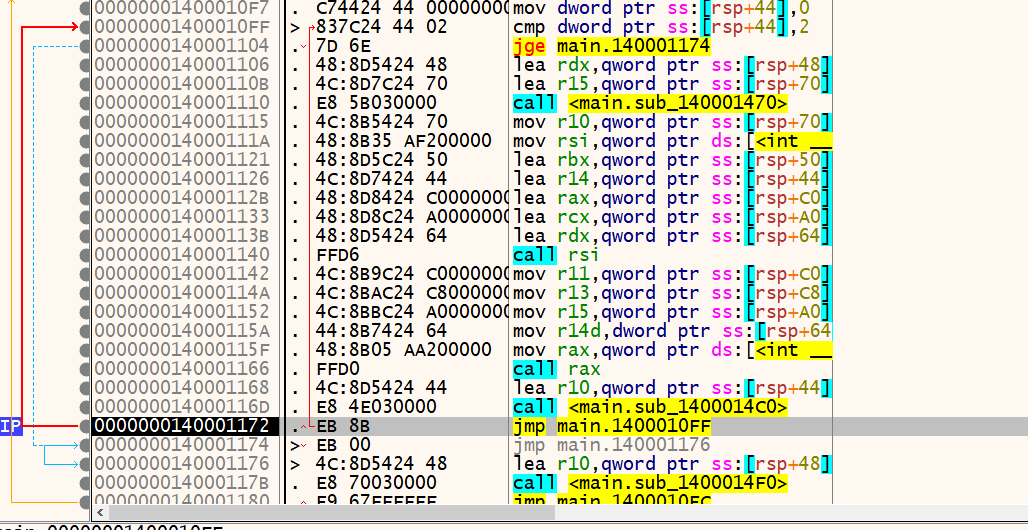 00000001400010F7 . C74424 44 00000000 mov dword ptr ss:[rsp+44],0
00000001400010FF > 837C24 44 02 cmp dword ptr ss:[rsp+44],2
0000000140001104 . 7D 6E jge main.140001174
0000000140001106 . 48:8D5424 48 lea rdx,qword ptr ss:[rsp+48]
000000014000110B . 4C:8D7C24 70 lea r15,qword ptr ss:[rsp+70]
0000000140001110 . E8 5B030000 call <main.sub_140001470>
0000000140001115 . 4C:8B5424 70 mov r10,qword ptr ss:[rsp+70]
000000014000111A . 48:8B35 AF200000 mov rsi,qword ptr ds:[<int __
0000000140001121 . 48:8D5C24 50 lea rbx,qword ptr ss:[rsp+50]
0000000140001126 . 4C:8D7424 44 lea r14,qword ptr ss:[rsp+44]
000000014000112B . 48:8D8424 C0000000 lea rax,qword ptr ss:[rsp+C0]
0000000140001133 . 48:8D8C24 A0000000 lea rcx,qword ptr ss:[rsp+A0]
000000014000113B . 48:8D5424 64 lea rdx,qword ptr ss:[rsp+64]
0000000140001140 . FFD6 call rsi
0000000140001142 . 4C:8B9C24 C0000000 mov r11,qword ptr ss:[rsp+C0]
000000014000114A . 4C:8BAC24 C8000000 mov r13,qword ptr ss:[rsp+C8]
0000000140001152 . 4C:8BBC24 A0000000 mov r15,qword ptr ss:[rsp+A0]
000000014000115A . 44:8B7424 64 mov r14d,dword ptr ss:[rsp+64
000000014000115F . 48:8B05 AA200000 mov rax,qword ptr ds:[<int __
0000000140001166 . FFD0 call rax
0000000140001168 . 4C:8D5424 44 lea r10,qword ptr ss:[rsp+44]
000000014000116D . E8 4E030000 call <main.sub_1400014C0>
IP 0000000140001172 . EB 8B jmp main.1400010FF
0000000140001174 > EB 00 jmp main.140001176
0000000140001176 > 4C:8D5424 48 lea r10,qword ptr ss:[rsp+48]
000000014000117B . E8 70030000 call <main.sub_1400014F0>
0000000140001180 . E9 67FFFFFF jmp main.1400010EC